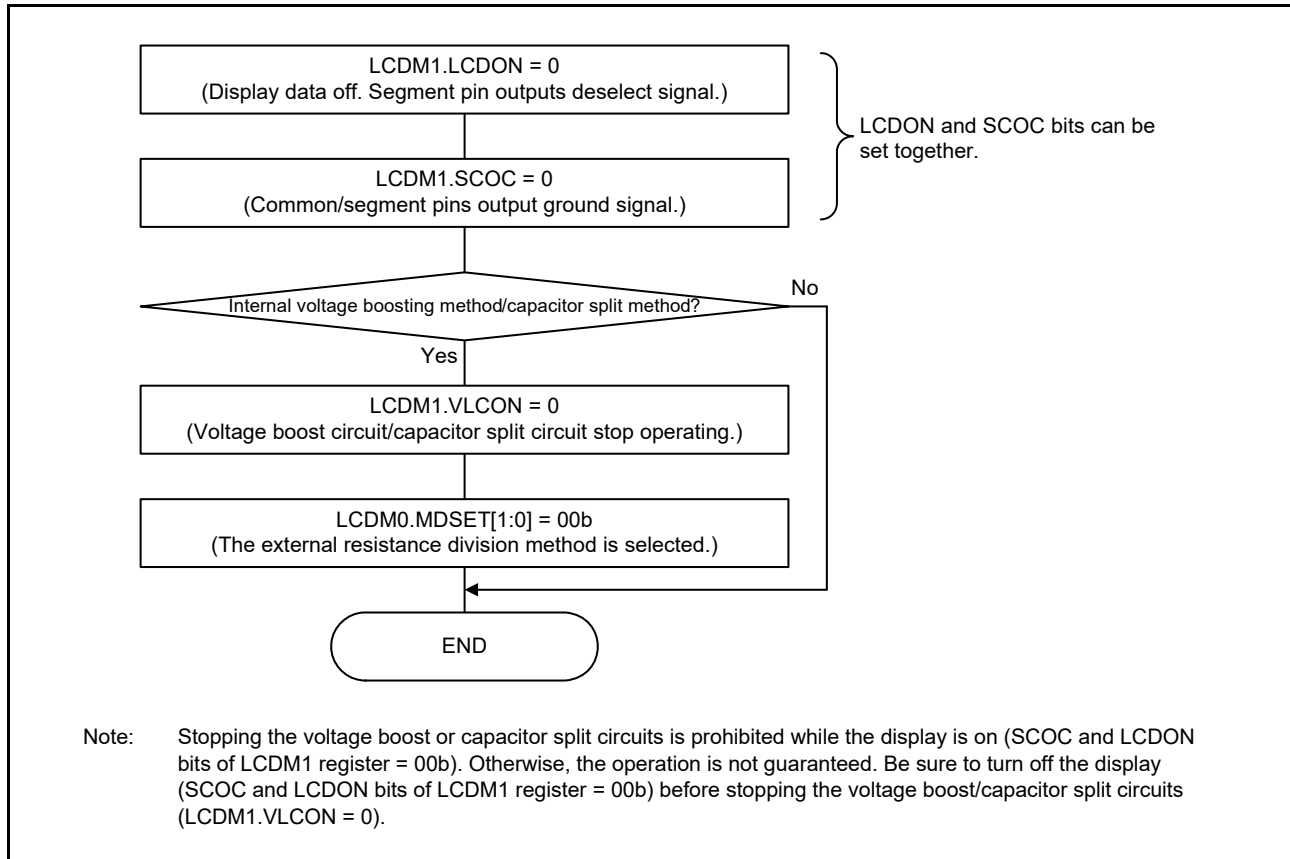 LCDM1.LCDON = 0
(Display data off. Segment pin outputs deselect signal.)
LCDON and SCOC bits can be
set together.
LCDM1.SCOC = 0
(Common/segment pins output ground signal.)
Internal voltage boosting method/capacitor split method?
No
Yes
LCDM1.VLCON = 0
(Voltage boost circuit/capacitor split circuit stop operating.)
LCDM0.MDSET[1:0] = 00b
(The external resistance division method is selected.)
END
Note: Stopping the voltage boost or capacitor split circuits is prohibited while the display is on (SCOC and LCDON
bits of LCDM1 register = 00b). Otherwise, the operation is not guaranteed. Be sure to turn off the display
(SCOC and LCDON bits of LCDM1 register = 00b) before stopping the voltage boost/capacitor split circuits
(LCDM1.VLCON = 0).